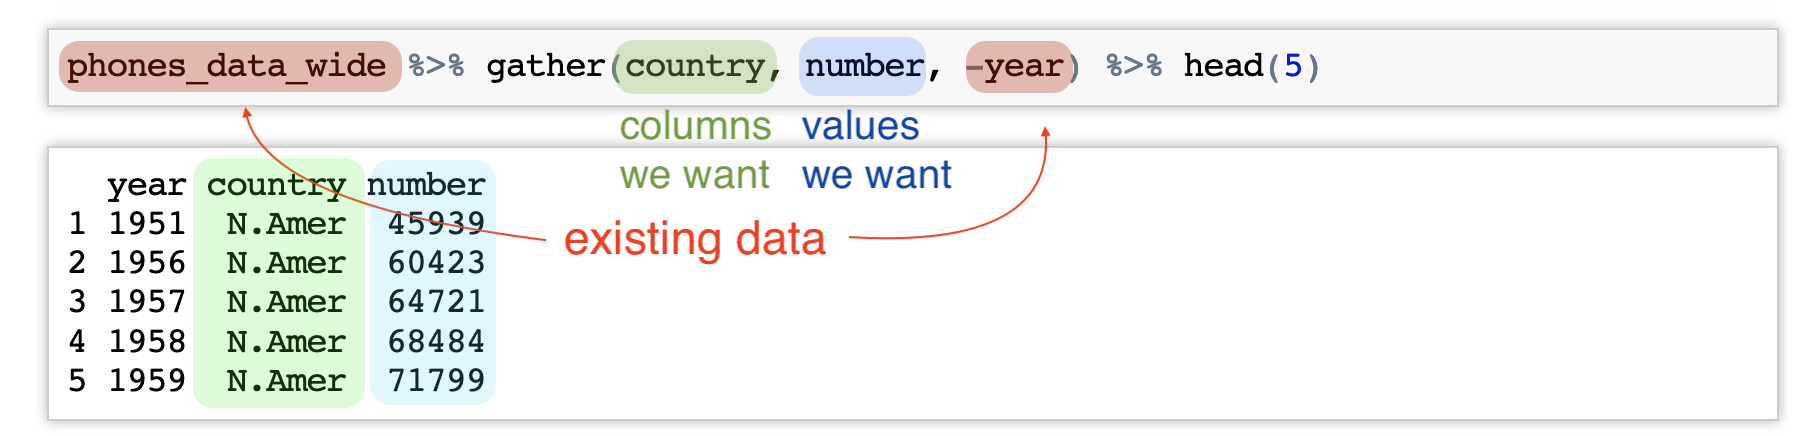 phones_data_wide %>% gather(country, number, -year) %>% head(5)
columns values
we want we want
year country number
1 1951 N.Amer 45939
existing data
2 1956 N.Amer 60423
3 1957 N.Amer 64721
4 1958 N.Amer 68484
5 1959 N.Amer 71799